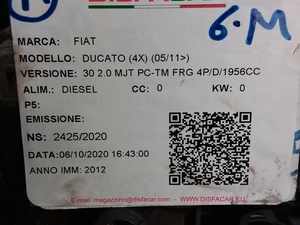 DISFACAR
6.M
MARCA: FIAT
MODELLO: DUCATO (4X) (05/11>)
VERSIONE: 30 2.0 MJT PC-TM FRG 4P/D/1956CC
ALIM.: DIESEL CC: 0 KW: 0
P5:
EMISSIONE:
NS: 2425/2020
DATA:06/10/2020 16:43:00
ANNO IMM: 2012
E-mail: magazzino@disfacar.com
WWW.DISFACAR.EU